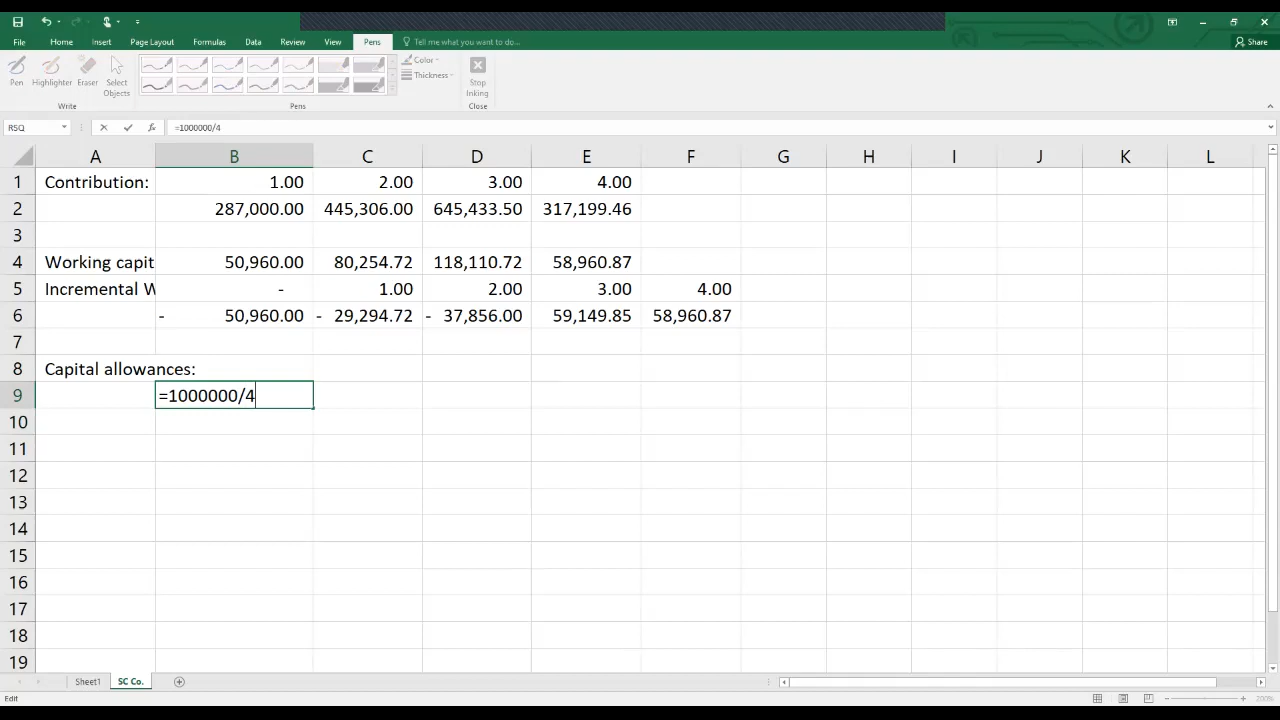 File Home Insert Page Layout Formulas Data Review View Pens Tell me what you want to do... Share
Pen Highlighter Eraser Select Objects Color Thickness Stop Inking
Write Pens Close
RSQ fx =1000000/4
A B C D E F G H I J K L
1 Contribution: 1.00 2.00 3.00 4.00
2 287,000.00 445,306.00 645,433.50 317,199.46
3
4 Working capit 50,960.00 80,254.72 118,110.72 58,960.87
5 Incremental W - 1.00 2.00 3.00 4.00
6 - 50,960.00 - 29,294.72 - 37,856.00 59,149.85 58,960.87
7
8 Capital allowances:
9 =1000000/4
10
11
12
13
14
15
16
17
18
19
Sheet1 SC Co.
Edit 200%